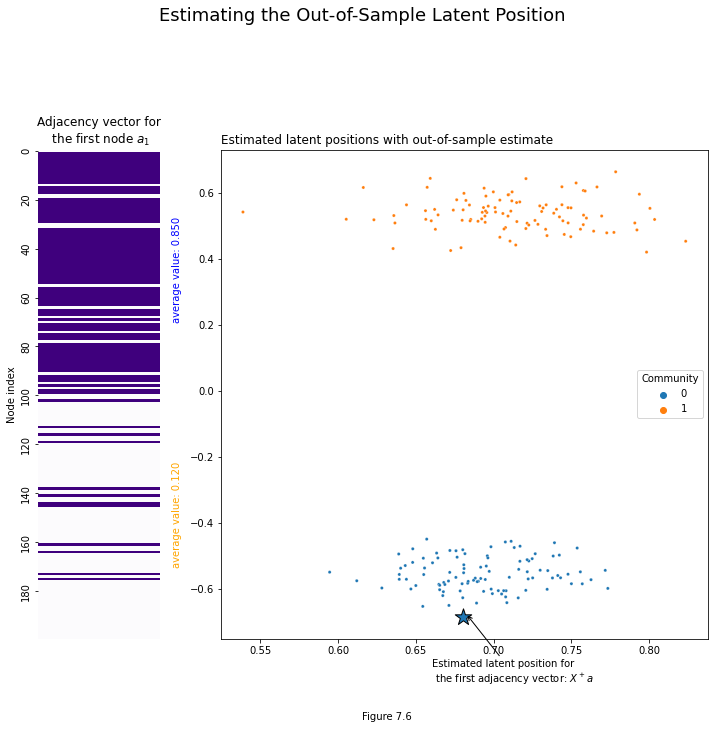 Estimating the Out-of-Sample Latent Position
Adjacency vector for
the first node a₁
Node index
0
20
40
60
80
100
120
140
160
180
average value: 0.850
average value: 0.120
Estimated latent positions with out-of-sample estimate
0.6
0.4
0.2
0.0
−0.2
−0.4
−0.6
0.55
0.60
0.65
0.70
0.75
0.80
Community
0
1
Estimated latent position for
the first adjacency vector: X⁺a
Figure 7.6